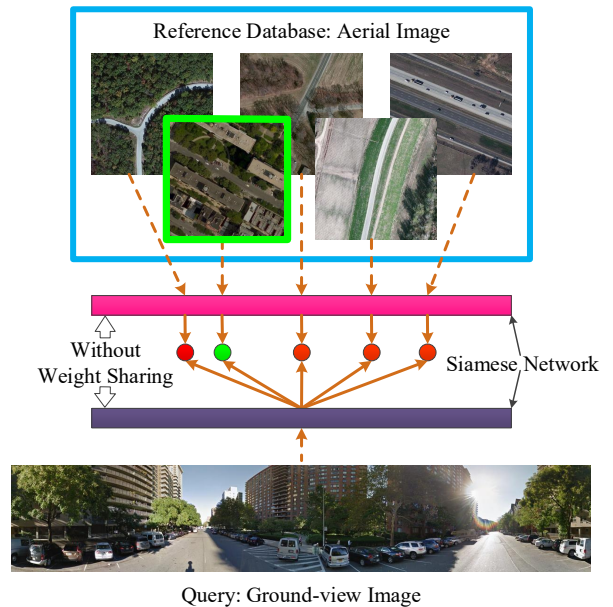 Reference Database: Aerial Image
Without
Weight Sharing
Siamese Network
Query: Ground-view Image